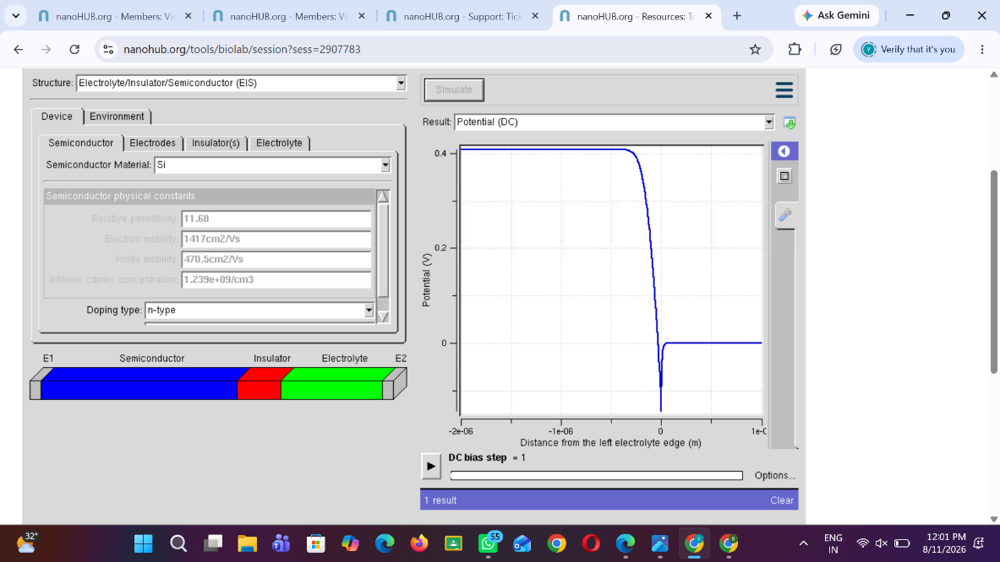 nanoHUB.org - Members: Vi
nanoHUB.org - Members: Vi
nanoHUB.org - Support: Tick
nanoHUB.org - Resources: To
Ask Gemini
nanohub.org/tools/biolab/session?sess=2907783
Verify that it's you
Structure: Electrolyte/Insulator/Semiconductor (EIS)
Device Environment
Semiconductor Electrodes Insulator(s) Electrolyte
Semiconductor Material: Si
Semiconductor physical constants
Relative permittivity: 11.68
Electron mobility: 1417cm2/Vs
Holes mobility: 470.5cm2/Vs
Intrinsic carrier concentration: 1.239e+09/cm3
Doping type: n-type
E1 Semiconductor Insulator Electrolyte E2
Simulate
Result: Potential (DC)
0.4
0.2
0
Potential (V)
-2e-06 -1e-06 0 1e-0
Distance from the left electrolyte edge (m)
DC bias step = 1
Options...
1 result Clear
32°
55
ENG
IN
12:01 PM
8/11/2026